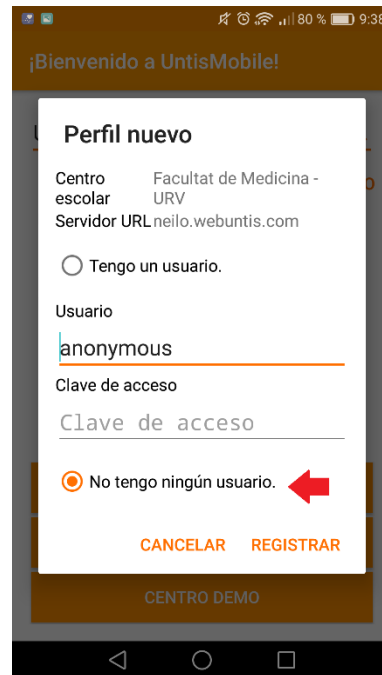 80 % 9:38
¡Bienvenido a UntisMobile!
Perfil nuevo
Centro escolar Facultat de Medicina - URV
Servidor URL neilo.webuntis.com
Tengo un usuario.
Usuario
anonymous
Clave de acceso
Clave de acceso
No tengo ningún usuario.
CANCELAR REGISTRAR
CENTRO DEMO